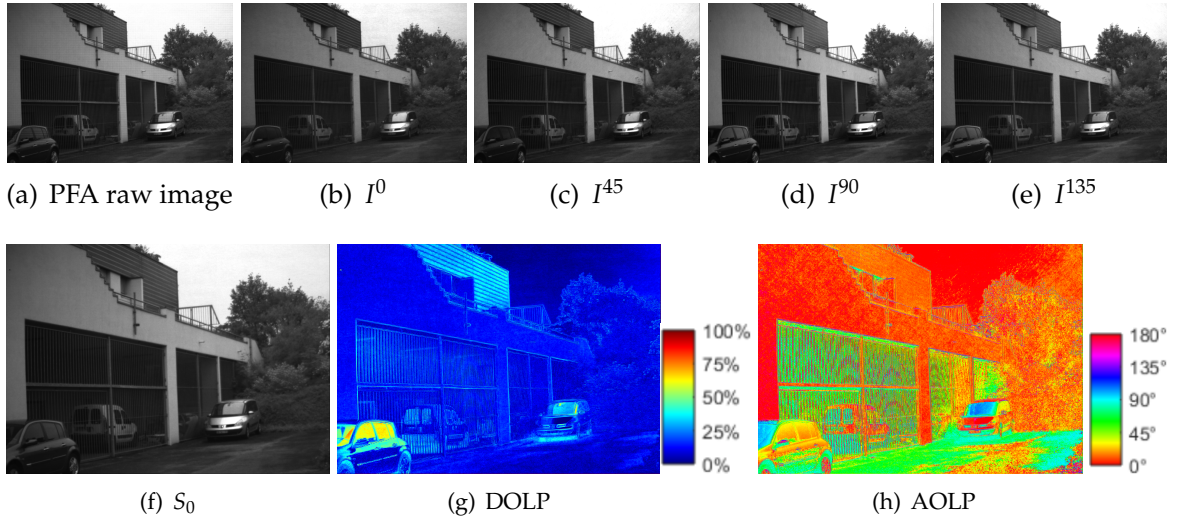 (a) PFA raw image
(b) I⁰
(c) I⁴⁵
(d) I⁹⁰
(e) I¹³⁵
100%
75%
50%
25%
0%
180°
135°
90°
45°
0°
(f) S₀
(g) DOLP
(h) AOLP